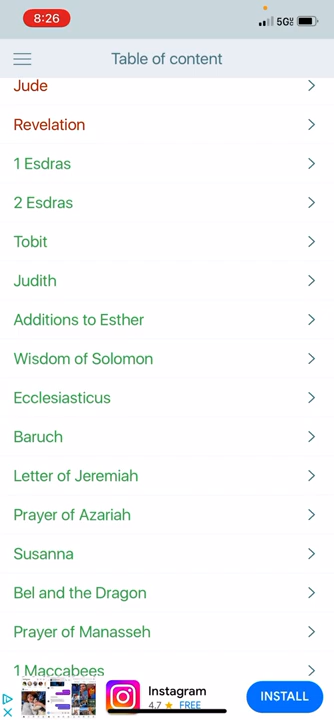 8:26
5GE
Table of content
Jude
Revelation
1 Esdras
2 Esdras
Tobit
Judith
Additions to Esther
Wisdom of Solomon
Ecclesiasticus
Baruch
Letter of Jeremiah
Prayer of Azariah
Susanna
Bel and the Dragon
Prayer of Manasseh
1 Maccabees
Instagram
4.7 ★ FREE
INSTALL